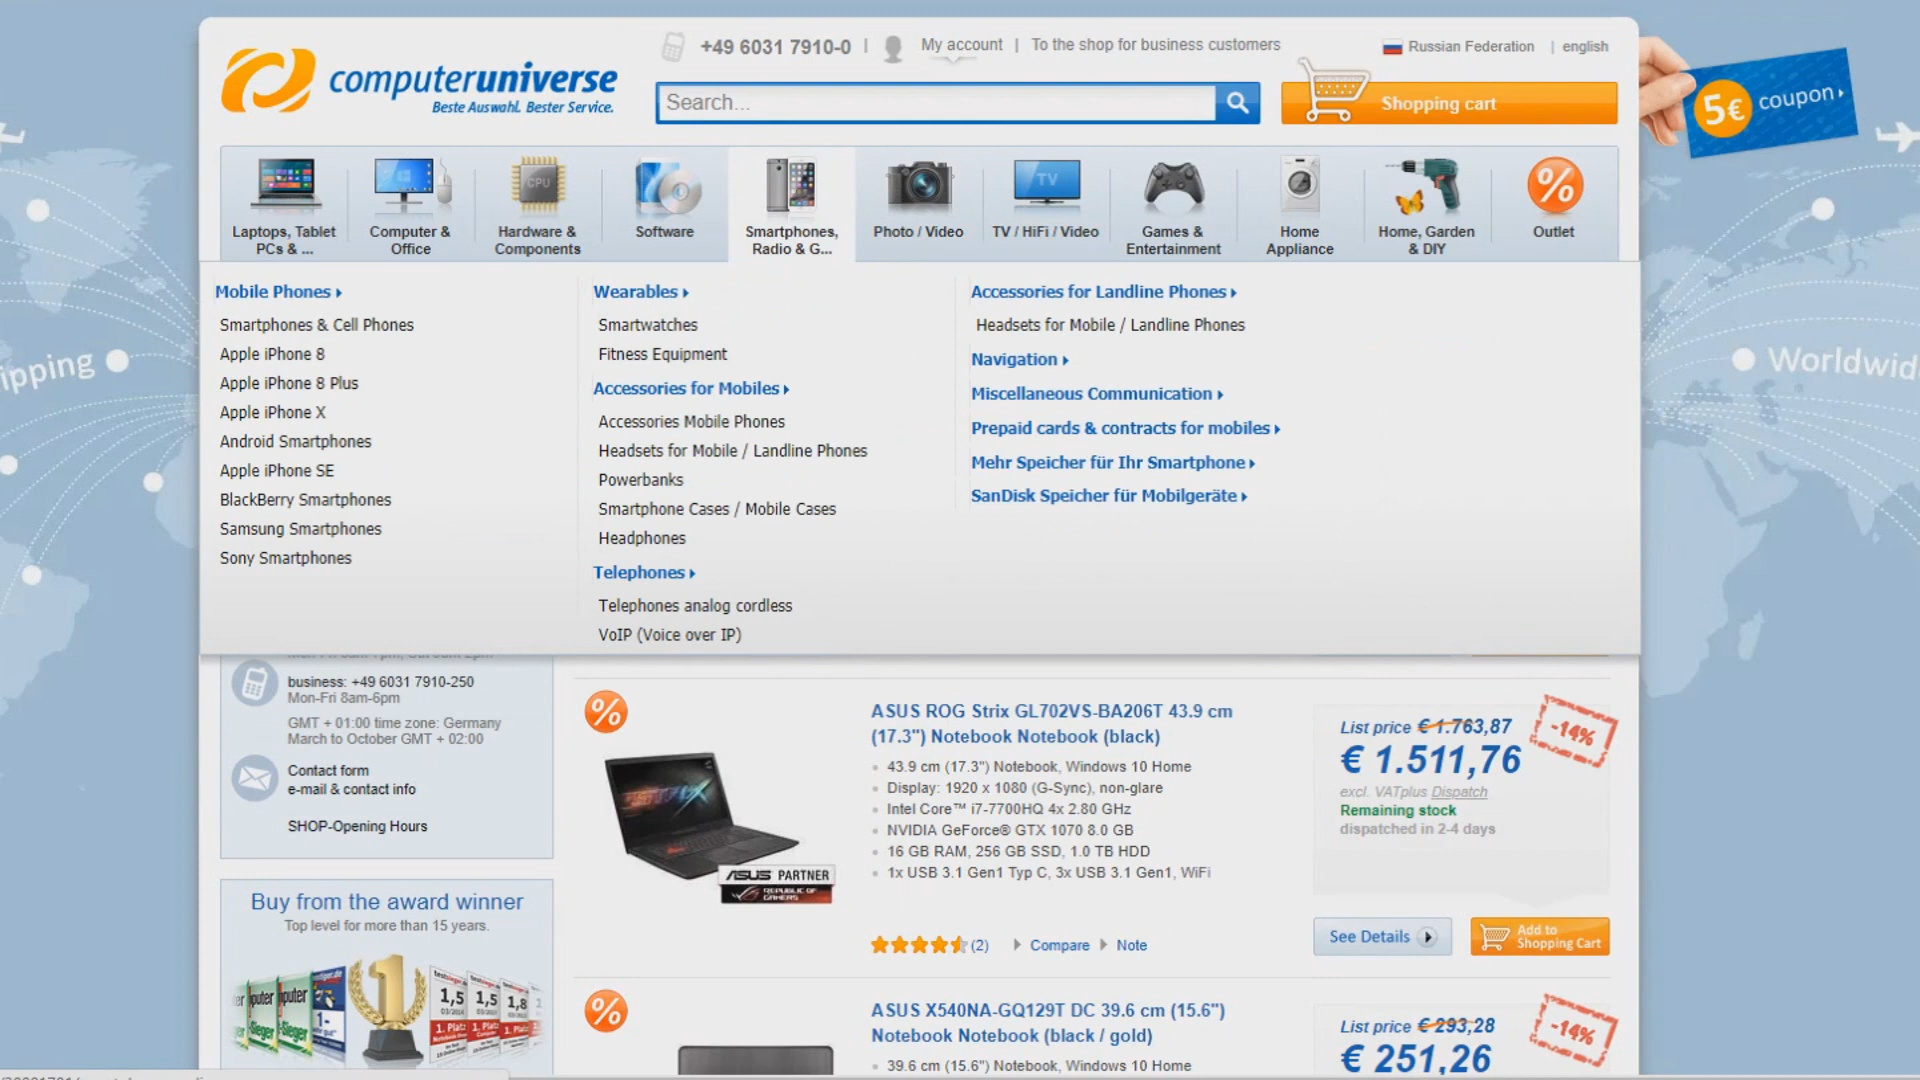 +49 6031 7910-0 | My account | To the shop for business customers
Russian Federation | english
computeruniverse
Beste Auswahl. Bester Service.
Search...
Shopping cart
5€ coupon
Laptops, Tablet
PCs & ...
Computer &
Office
CPU
Hardware &
Components
Software
Smartphones,
Radio & G...
Photo / Video
TV
TV / HiFi / Video
Games &
Entertainment
Home
Appliance
Home, Garden
& DIY
%
Outlet
Mobile Phones
Smartphones & Cell Phones
Apple iPhone 8
Apple iPhone 8 Plus
Apple iPhone X
Android Smartphones
Apple iPhone SE
BlackBerry Smartphones
Samsung Smartphones
Sony Smartphones
Wearables
Smartwatches
Fitness Equipment
Accessories for Mobiles
Accessories Mobile Phones
Headsets for Mobile / Landline Phones
Powerbanks
Smartphone Cases / Mobile Cases
Headphones
Telephones
Telephones analog cordless
VoIP (Voice over IP)
Accessories for Landline Phones
Headsets for Mobile / Landline Phones
Navigation
Miscellaneous Communication
Prepaid cards & contracts for mobiles
Mehr Speicher für Ihr Smartphone
SanDisk Speicher für Mobilgeräte
ipping
Worldwid
business: +49 6031 7910-250
Mon-Fri 8am-6pm
GMT + 01:00 time zone: Germany
March to October GMT + 02:00
Contact form
e-mail & contact info
SHOP-Opening Hours
Buy from the award winner
Top level for more than 15 years.
1
1,5
1,5
1,8
1. Platz
%
ASUS PARTNER
REPUBLIC OF
GAMERS
ASUS ROG Strix GL702VS-BA206T 43.9 cm
(17.3") Notebook Notebook (black)
43.9 cm (17.3") Notebook, Windows 10 Home
Display: 1920 x 1080 (G-Sync), non-glare
Intel Core™ i7-7700HQ 4x 2.80 GHz
NVIDIA GeForce® GTX 1070 8.0 GB
16 GB RAM, 256 GB SSD, 1.0 TB HDD
1x USB 3.1 Gen1 Typ C, 3x USB 3.1 Gen1, WiFi
(2) Compare Note
List price € 1.763,87
-14%
€ 1.511,76
excl. VATplus Dispatch
Remaining stock
dispatched in 2-4 days
See Details
Add to
Shopping Cart
%
ASUS X540NA-GQ129T DC 39.6 cm (15.6")
Notebook Notebook (black / gold)
39.6 cm (15.6") Notebook, Windows 10 Home
List price € 293,28
-14%
€ 251,26